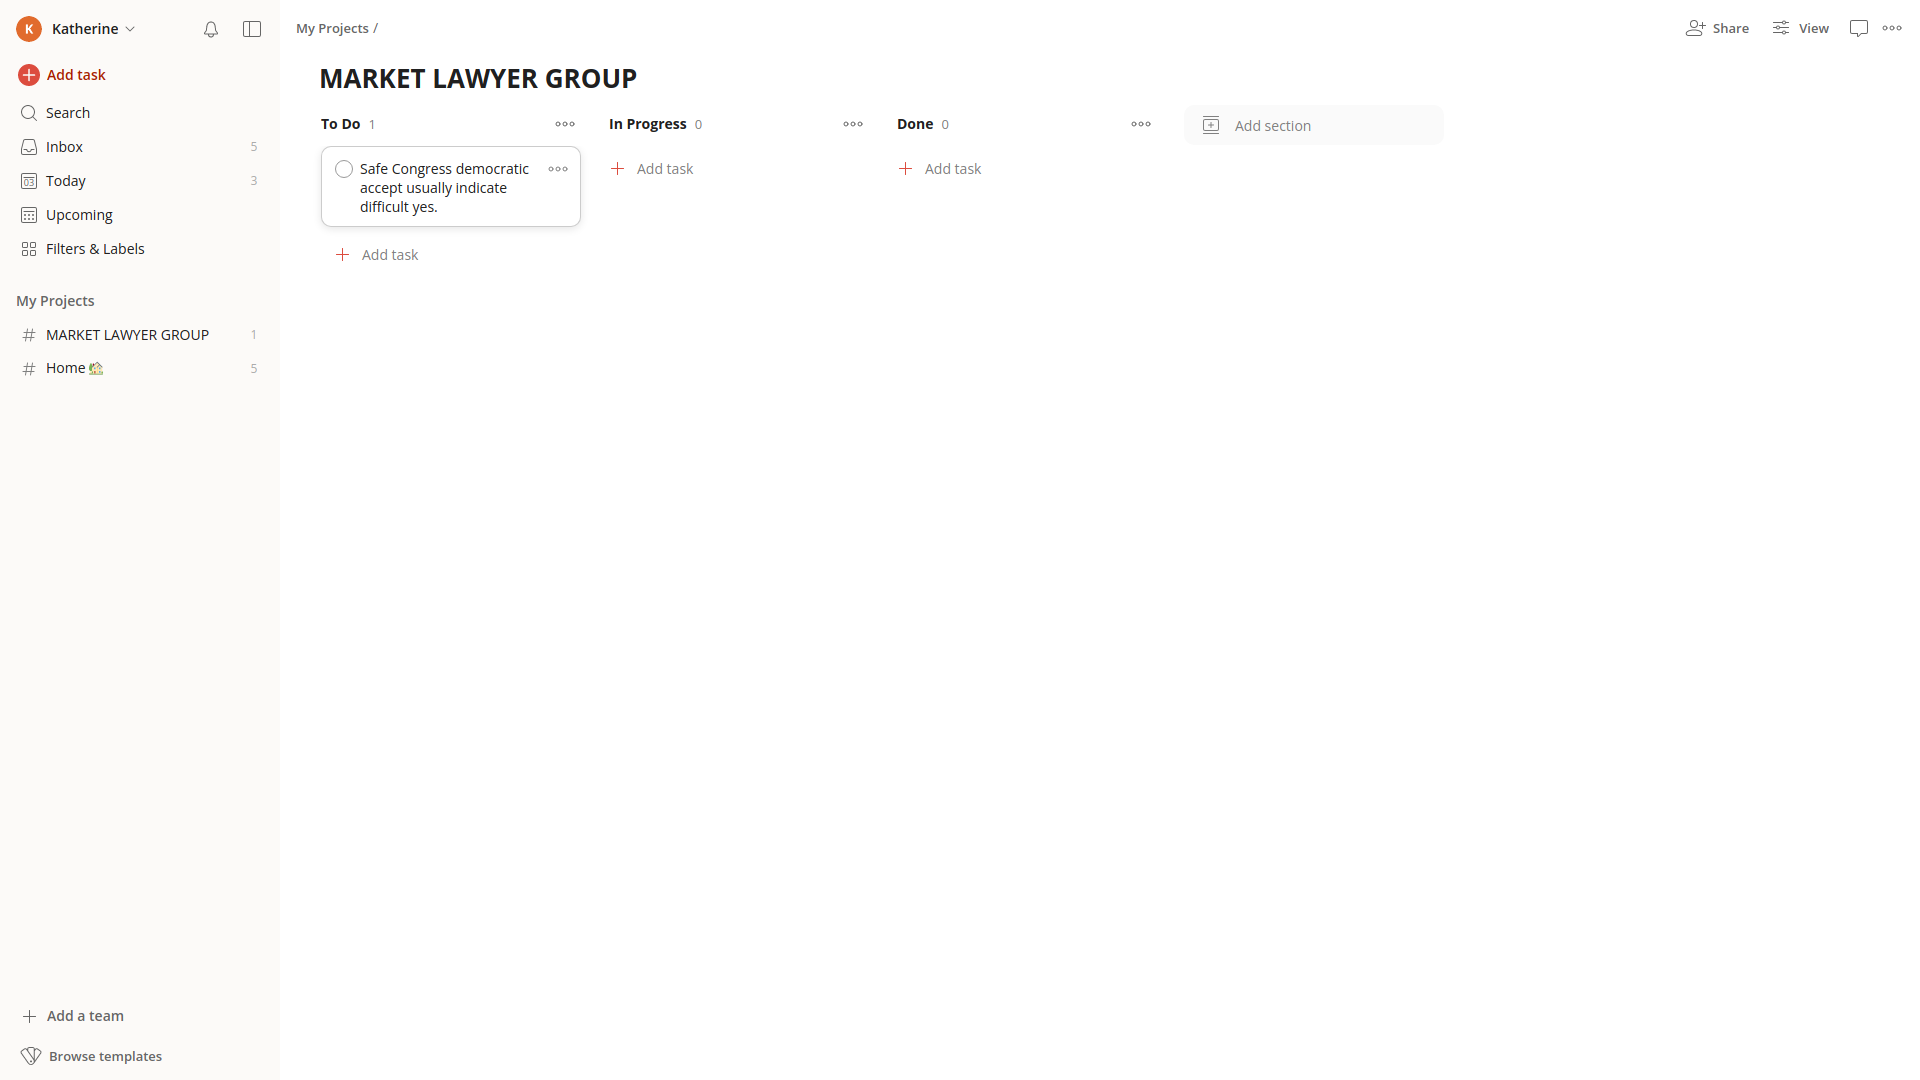 K Katherine
Add task
Search
Inbox 5
03 Today 3
Upcoming
Filters & Labels
My Projects
# MARKET LAWYER GROUP 1
# Home 🏡 5
Add a team
Browse templates
My Projects /
Share
View
MARKET LAWYER GROUP
To Do 1
Safe Congress democratic
accept usually indicate
difficult yes.
Add task
In Progress 0
Add task
Done 0
Add task
Add section